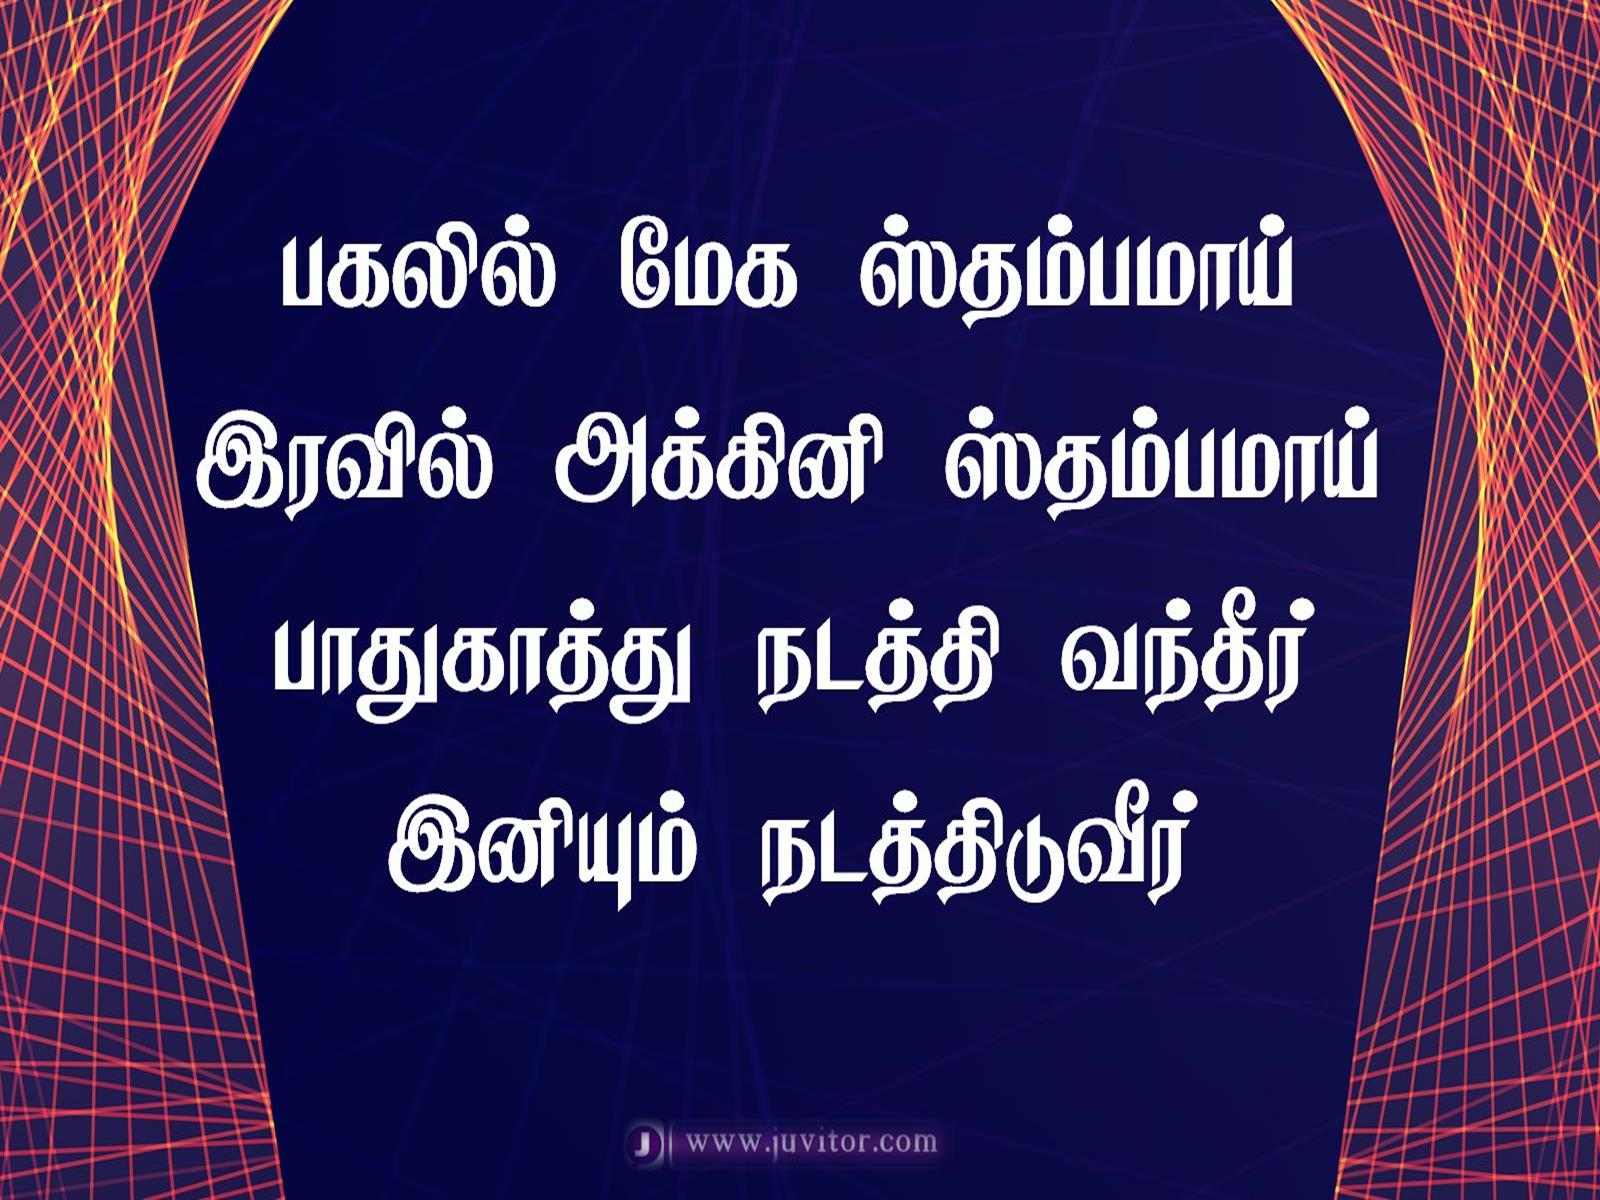 பகலில் மேக ஸ்தம்பமாய்
இரவில் அக்கினி ஸ்தம்பமாய்
பாதுகாத்து நடத்தி வந்தீர்
இனியும் நடத்திடுவீர்
J www.juvitor.com